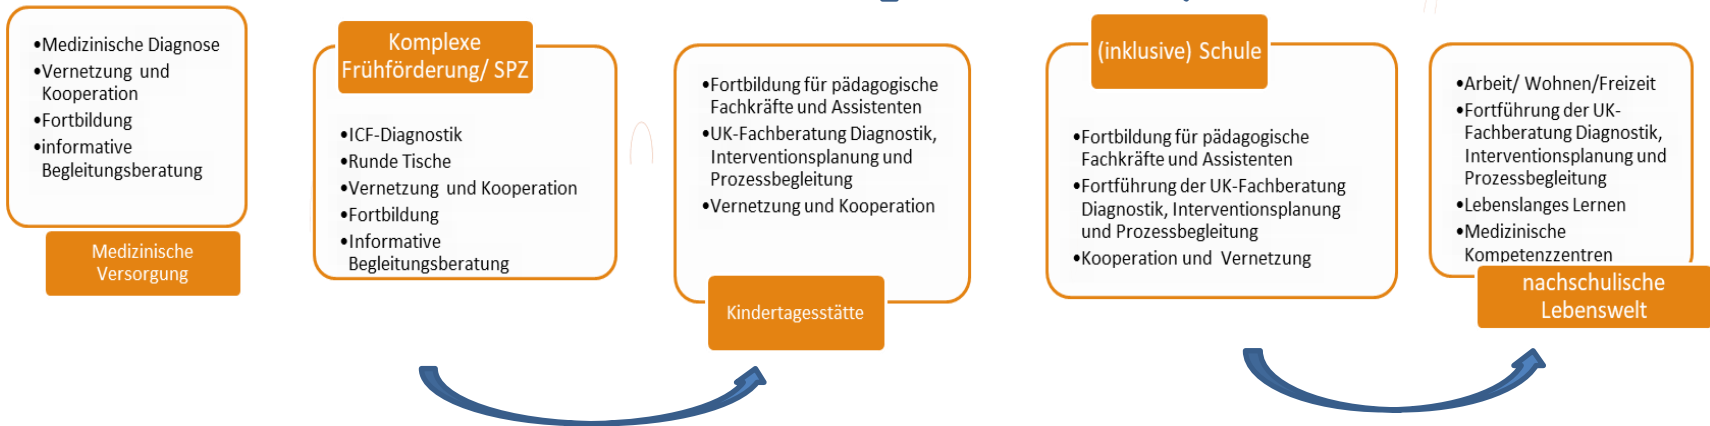 •Medizinische Diagnose
•Vernetzung und
Kooperation
•Fortbildung
•informative
Begleitungsberatung
Medizinische
Versorgung
Komplexe
Frühförderung/ SPZ
•ICF-Diagnostik
•Runde Tische
•Vernetzung und Kooperation
•Fortbildung
•Informative
Begleitungsberatung
•Fortbildung für pädagogische
Fachkräfte und Assistenten
•UK-Fachberatung Diagnostik,
Interventionsplanung und
Prozessbegleitung
•Vernetzung und Kooperation
Kindertagesstätte
(inklusive) Schule
•Fortbildung für pädagogische
Fachkräfte und Assistenten
•Fortführung der UK-Fachberatung
Diagnostik, Interventionsplanung
und Prozessbegleitung
•Kooperation und Vernetzung
•Arbeit/ Wohnen/Freizeit
•Fortführung der UK-
Fachberatung Diagnostik,
Interventionsplanung und
Prozessbegleitung
•Lebenslanges Lernen
•Medizinische
Kompetenzzentren
nachschulische
Lebenswelt